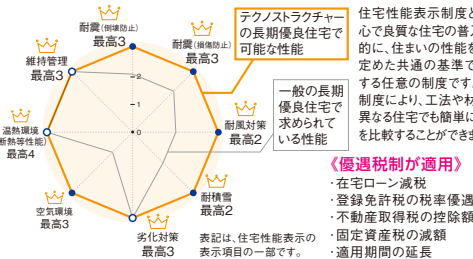 耐震(倒壊防止)
最高3
耐震(損傷防止)
最高3
耐風対策
最高2
耐積雪
最高2
劣化対策
最高3
空気環境
最高3
温熱環境
断熱等性能)
最高4
維持管理
最高3
2
1
0
テクノストラクチャー
の長期優良住宅で
可能な性能
一般の長期
優良住宅で
求められて
いる性能
表記は、住宅性能表示の
表示項目の一部です。
住宅性能表示制度と
心で良質な住宅の普
的に、住まいの性能を
定めた共通の基準で
する任意の制度です
制度により、工法や材
異なる住宅でも簡単に
を比較することができ
《優遇税制が適用》
・在宅ローン減税
・登録免許税の税率優遇
・不動産取得税の控除額
・固定資産税の減額
・適用期間の延長